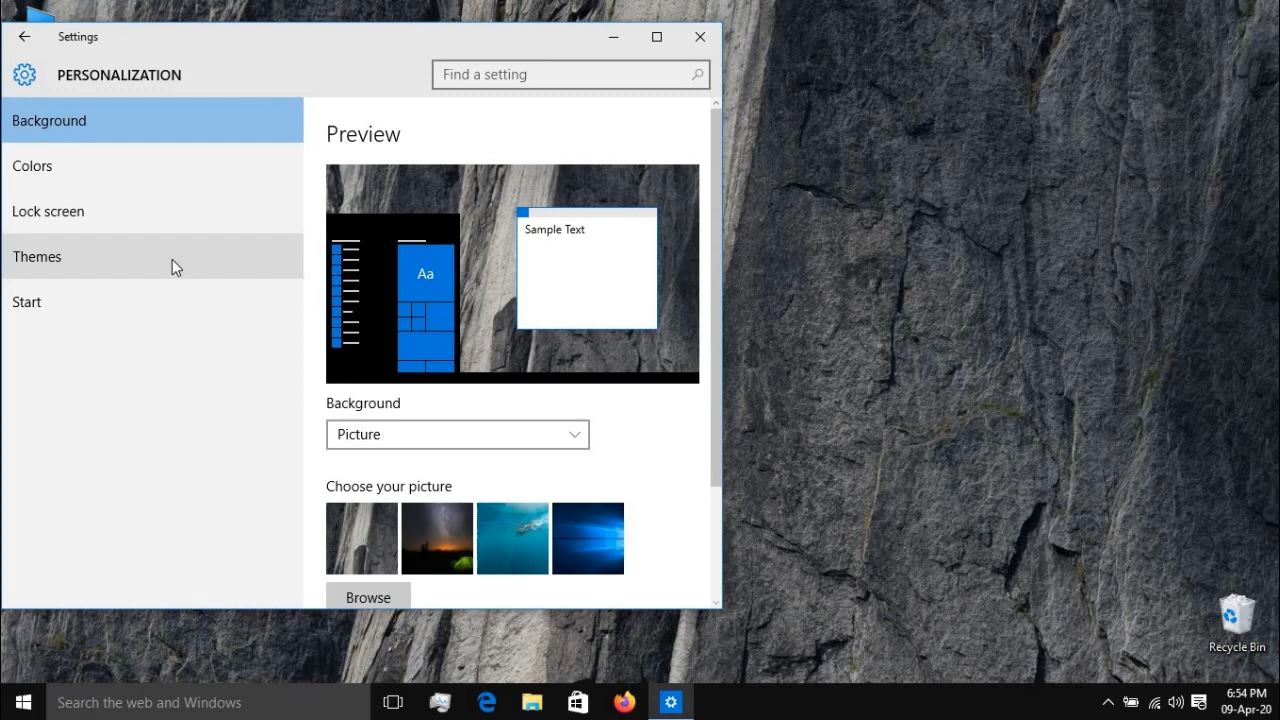 Settings
PERSONALIZATION
Find a setting
Background
Colors
Lock screen
Themes
Start
Preview
Aa
Sample Text
Background
Picture
Choose your picture
Browse
Recycle Bin
Search the web and Windows
6:54 PM
09-Apr-20